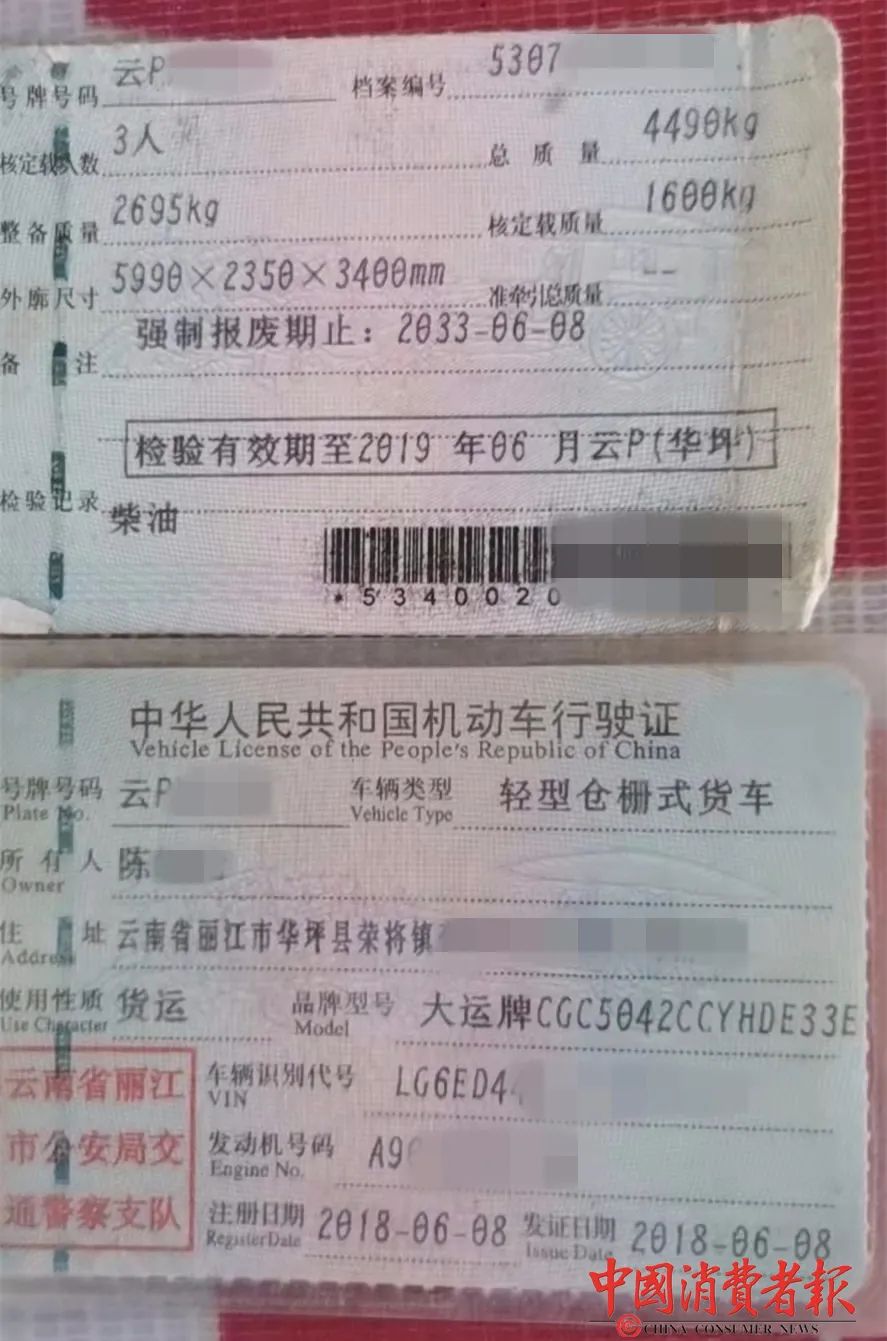 号牌号码 云P 档案编号 5307
核定载人数 3人 总质量 4490kg
整备质量 2695kg 核定载质量 1600kg
外廓尺寸 5990×2350×3400mm 准牵引总质量 --
备注 强制报废期止：2033-06-08
检验有效期至2019 年06 月云P(华坪)
检验记录
柴油
*5340020
中华人民共和国机动车行驶证
Vehicle License of the People's Republic of China
号牌号码 云P 车辆类型 轻型仓栅式货车
Plate No. Vehicle Type
所有人 陈
Owner
住址 云南省丽江市华坪县荣将镇
Address
使用性质 货运 品牌型号 大运牌CGC5042CCYHDE33E
Use Character Model
云南省丽江
市公安局交
通警察支队
车辆识别代号 LG6ED44
VIN
发动机号码 A90
Engine No.
注册日期 2018-06-08 发证日期 2018-06-08
Register Date Issue Date
中國消費者報
CHINA CONSUMER NEWS